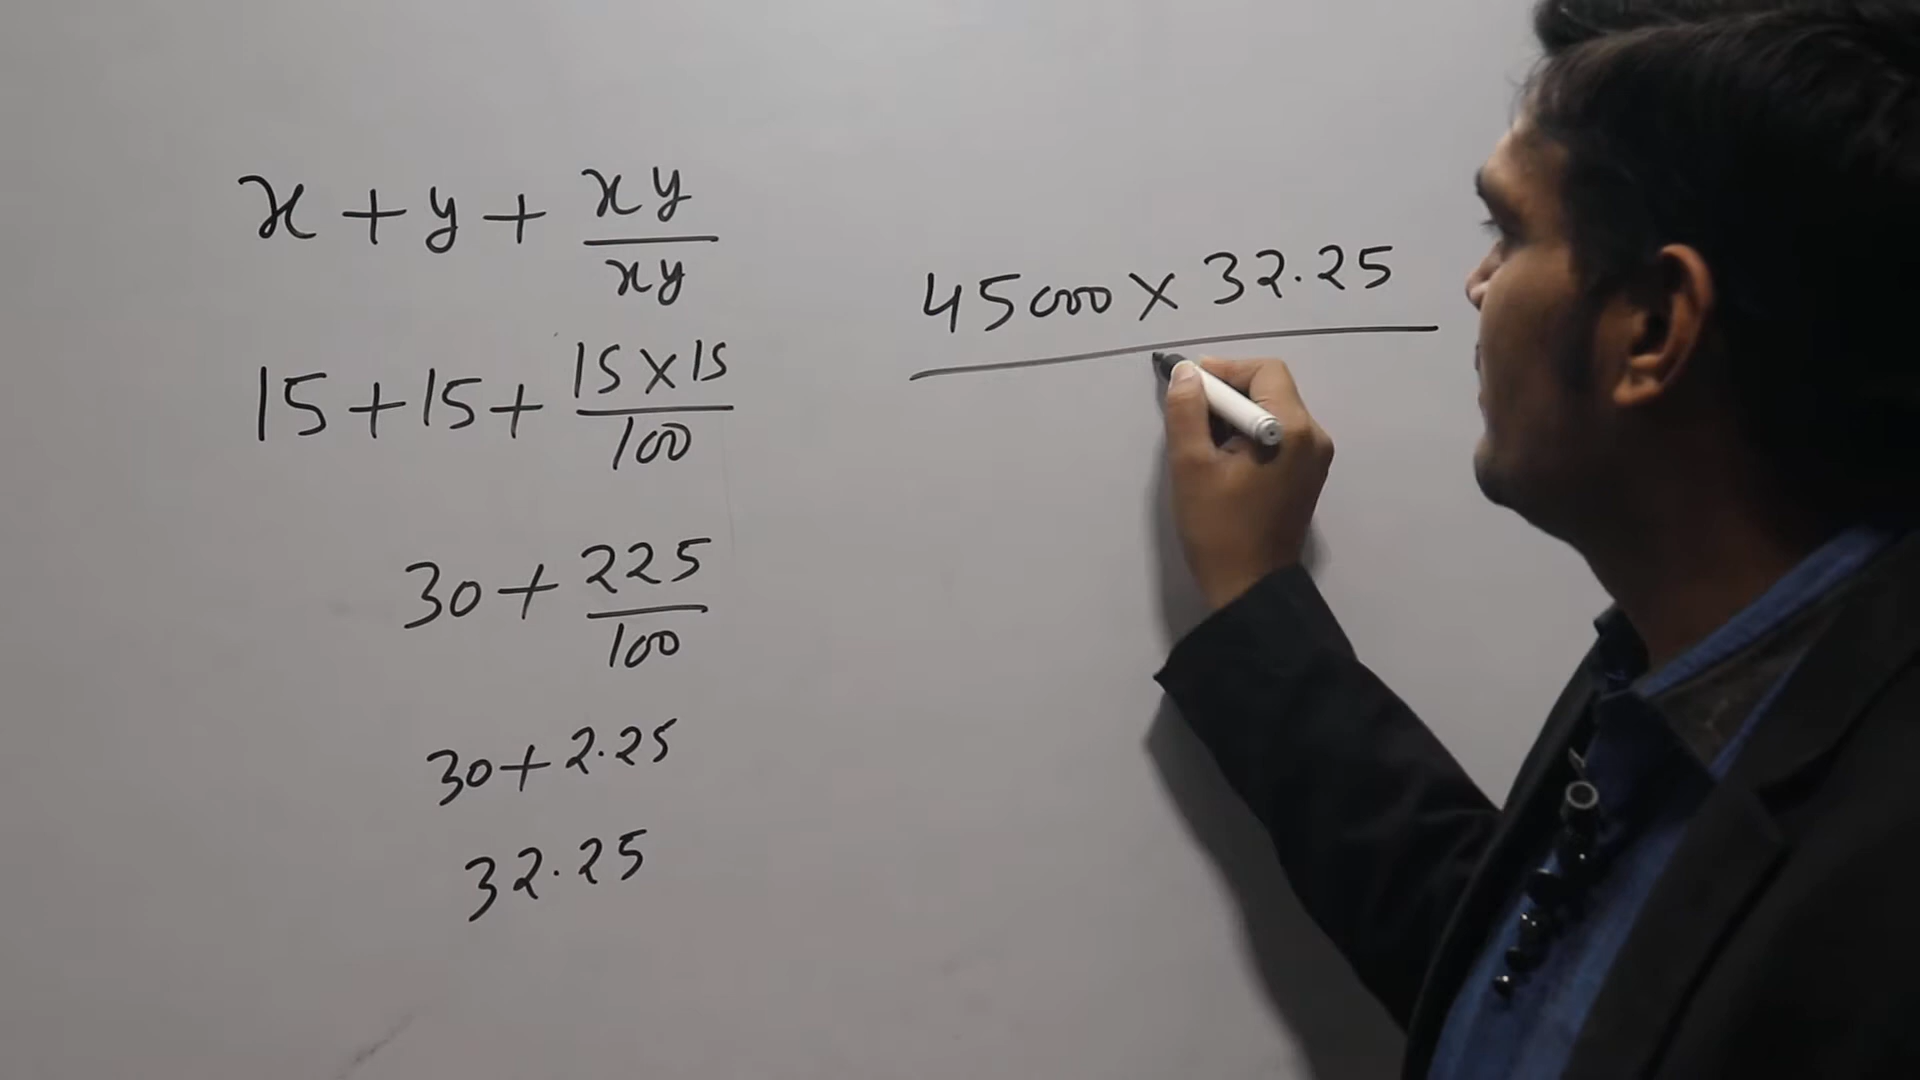 x + y + xy/xy
15 + 15 + 15 x 15/100
30 + 225/100
30 + 2.25
32.25
45000 x 32.25